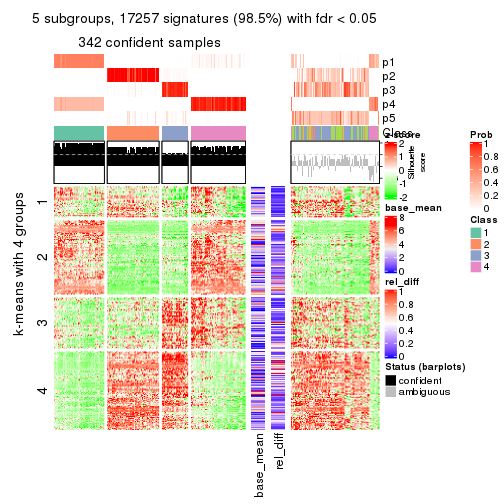 5 subgroups, 17257 signatures (98.5%) with fdr < 0.05
342 confident samples
p1
p2
p3
p4
p5
Class
k-means with 4 groups
1
2
3
4
base_mean
rel_diff
Silhouette
score
z-score
2
1
0
-1
-2
base_mean
8
6
4
2
0
rel_diff
1
0.8
0.6
0.4
0.2
0
Status (barplots)
confident
ambiguous
Prob
1
0.8
0.6
0.4
0.2
0
Class
1
2
3
4